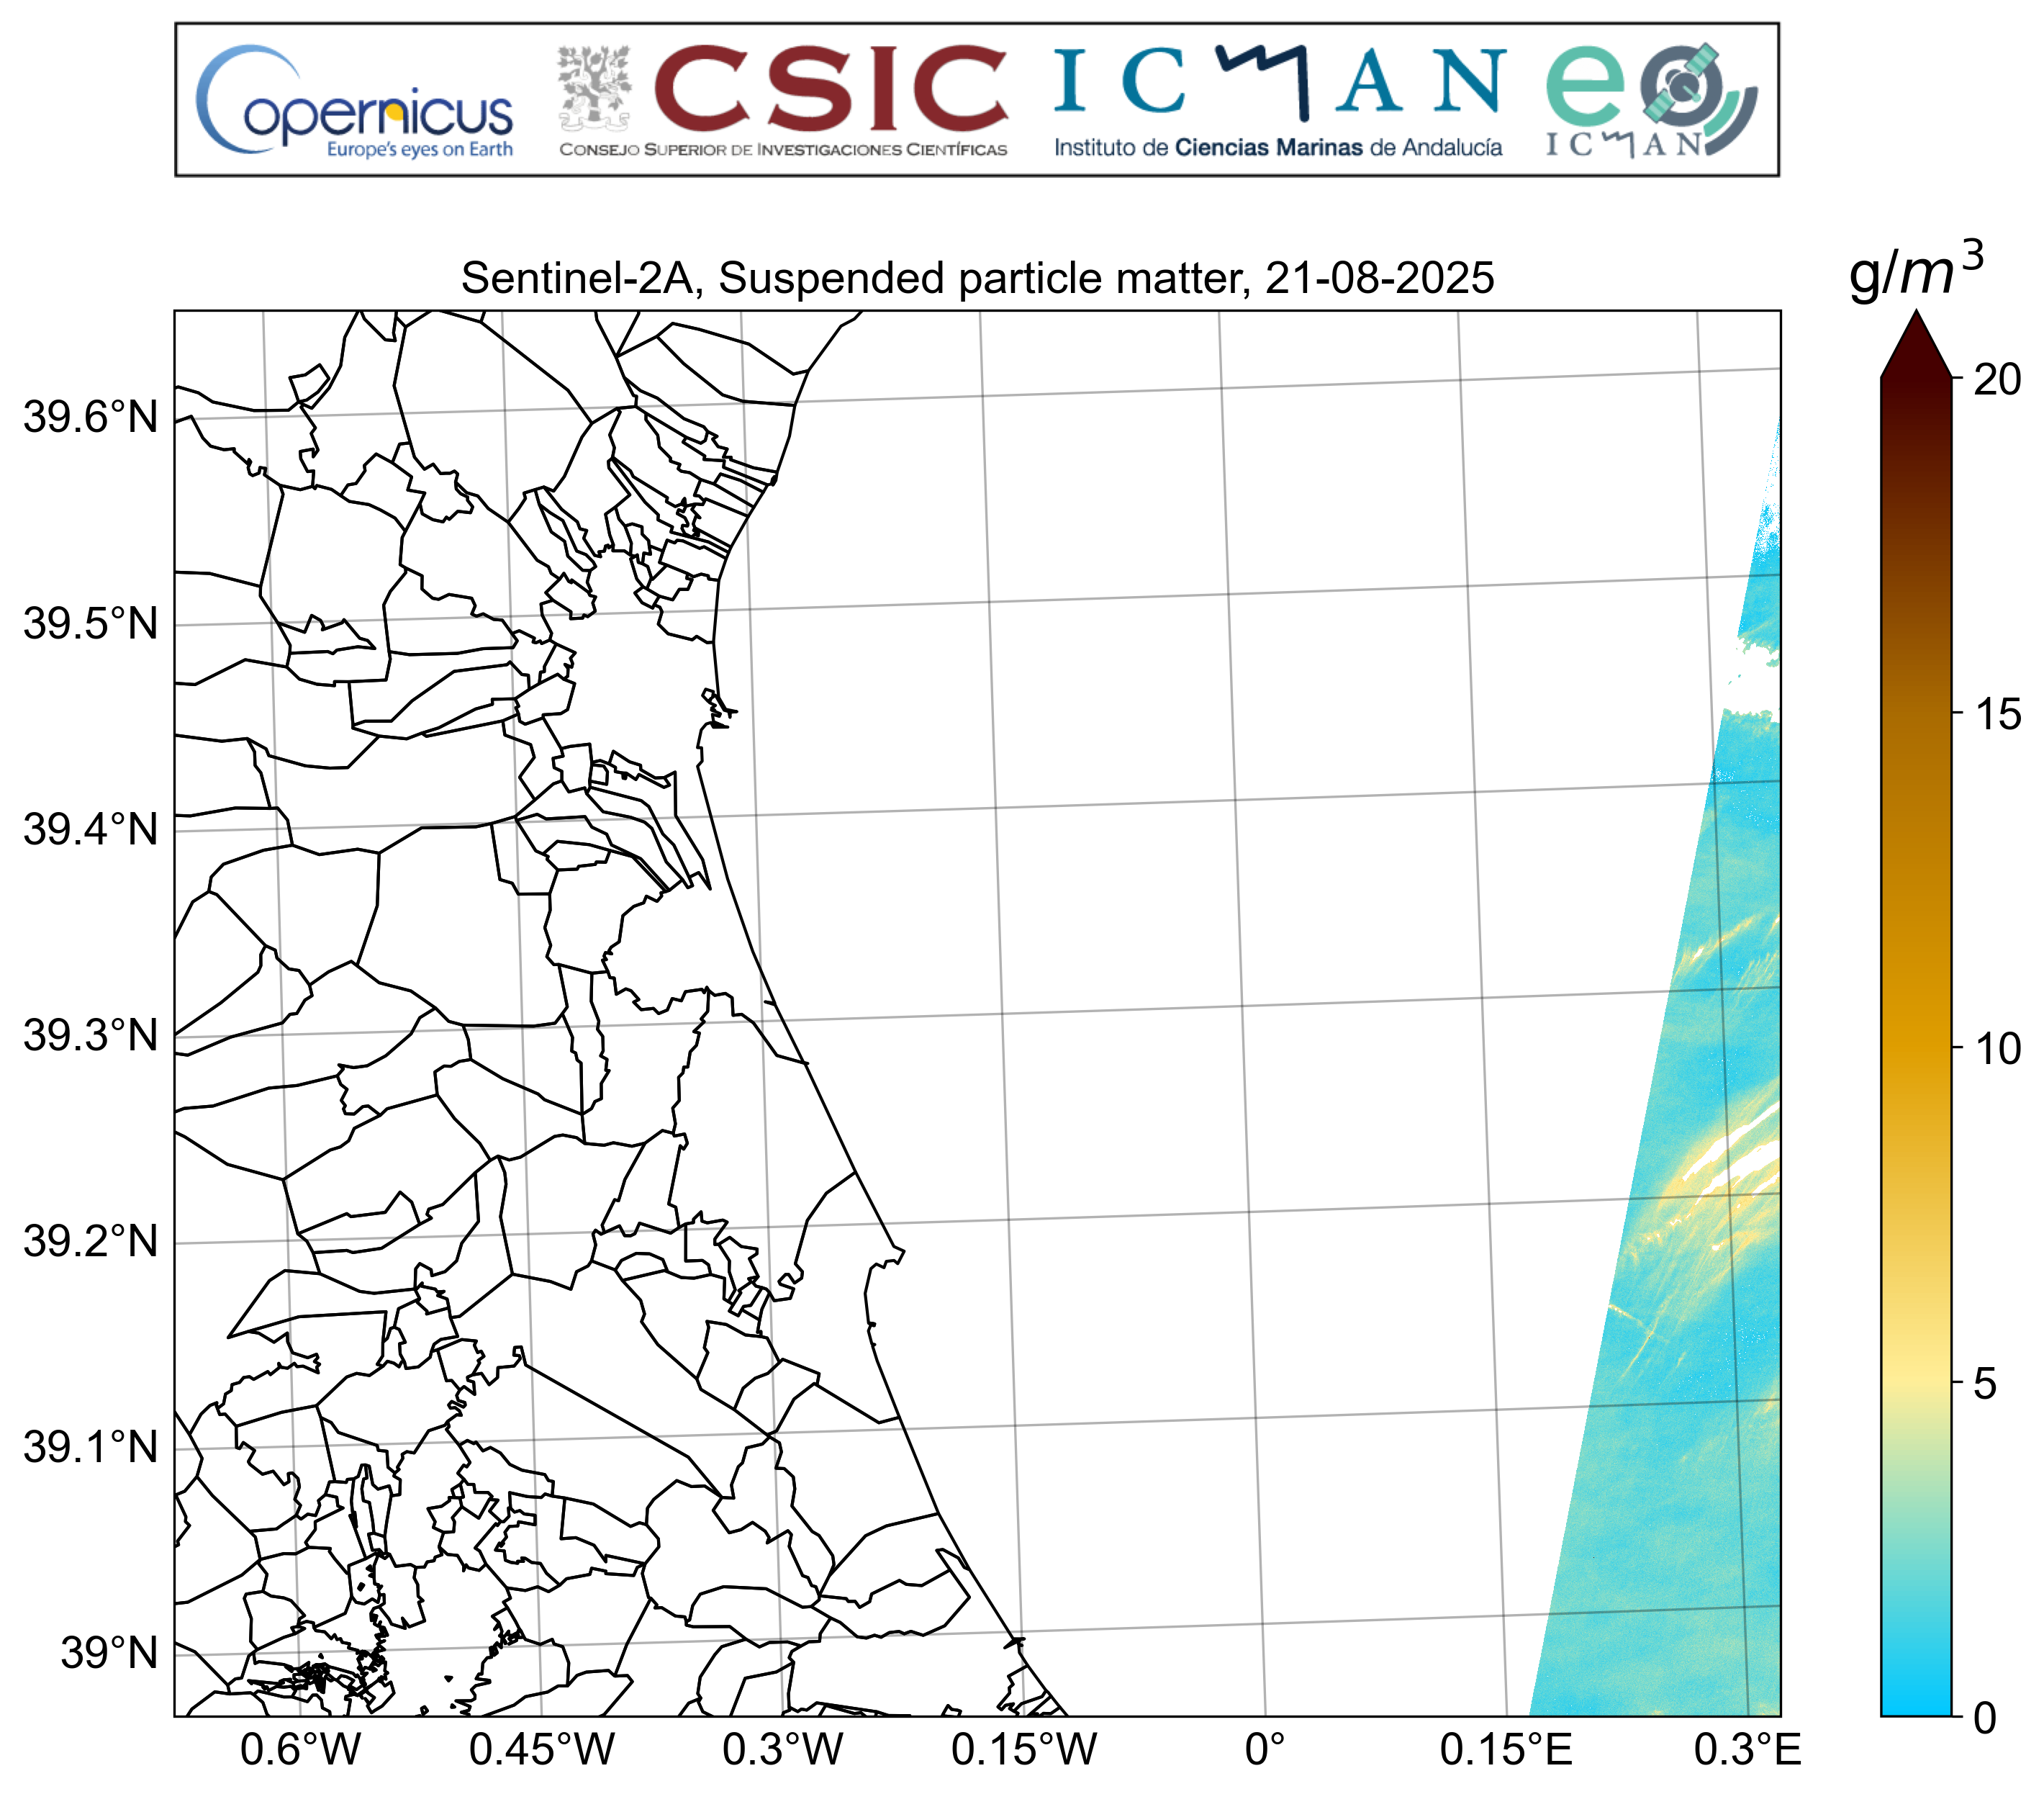 Copernicus
Europe's eyes on Earth
CSIC
CONSEJO SUPERIOR DE INVESTIGACIONES CIENTÍFICAS
ICMAN
Instituto de Ciencias Marinas de Andalucía
eo
ICMAN
Sentinel-2A, Suspended particle matter, 21-08-2025
g/m³
39.6°N
39.5°N
39.4°N
39.3°N
39.2°N
39.1°N
39°N
0.6°W
0.45°W
0.3°W
0.15°W
0°
0.15°E
0.3°E
20
15
10
5
0